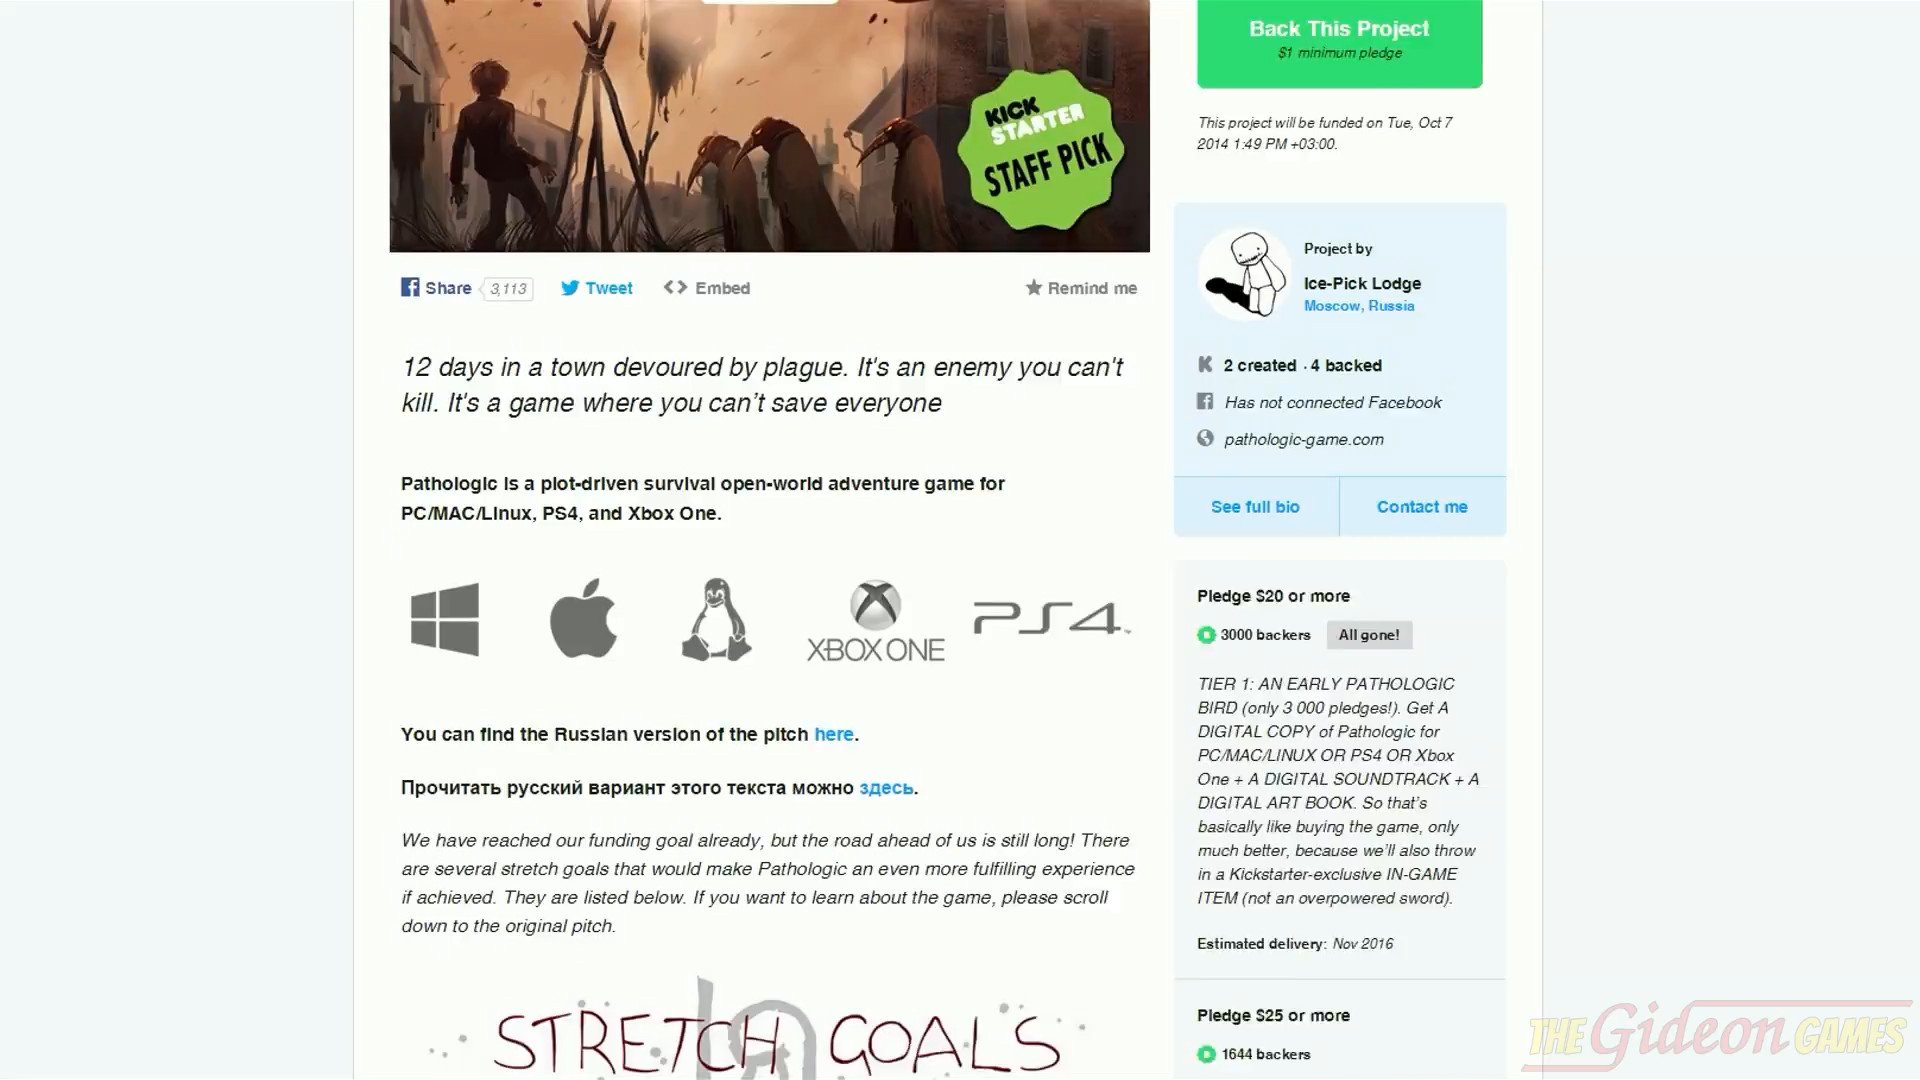 KICK
STARTER
STAFF PICK
Share 3,113 Tweet Embed Remind me
12 days in a town devoured by plague. It's an enemy you can't
kill. It's a game where you can’t save everyone
Pathologic is a plot-driven survival open-world adventure game for
PC/MAC/Linux, PS4, and Xbox One.
XBOX ONE
PS4
You can find the Russian version of the pitch here.
Прочитать русский вариант этого текста можно здесь.
We have reached our funding goal already, but the road ahead of us is still long! There
are several stretch goals that would make Pathologic an even more fulfilling experience
if achieved. They are listed below. If you want to learn about the game, please scroll
down to the original pitch.
STRETCH GOALS
Back This Project
$1 minimum pledge
This project will be funded on Tue, Oct 7
2014 1:49 PM +03:00.
Project by
Ice-Pick Lodge
Moscow, Russia
2 created · 4 backed
Has not connected Facebook
pathologic-game.com
See full bio Contact me
Pledge $20 or more
3000 backers All gone!
TIER 1: AN EARLY PATHOLOGIC
BIRD (only 3 000 pledges!). Get A
DIGITAL COPY of Pathologic for
PC/MAC/LINUX OR PS4 OR Xbox
One + A DIGITAL SOUNDTRACK + A
DIGITAL ART BOOK. So that’s
basically like buying the game, only
much better, because we’ll also throw
in a Kickstarter-exclusive IN-GAME
ITEM (not an overpowered sword).
Estimated delivery: Nov 2016
Pledge $25 or more
1644 backers
THE Gideon GAMES